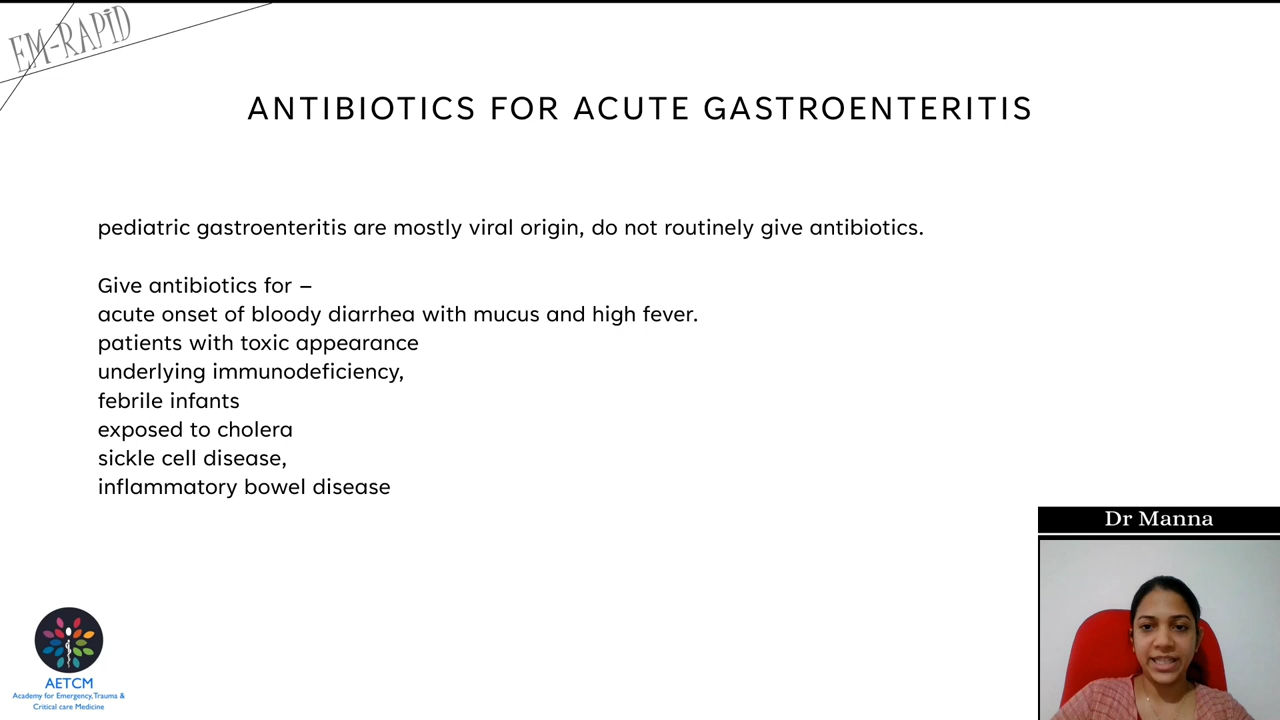 EM-RAPID
ANTIBIOTICS FOR ACUTE GASTROENTERITIS
pediatric gastroenteritis are mostly viral origin, do not routinely give antibiotics.
Give antibiotics for –
acute onset of bloody diarrhea with mucus and high fever.
patients with toxic appearance
underlying immunodeficiency,
febrile infants
exposed to cholera
sickle cell disease,
inflammatory bowel disease
Dr Manna
AETCM
Academy for Emergency, Trauma &
Critical care Medicine